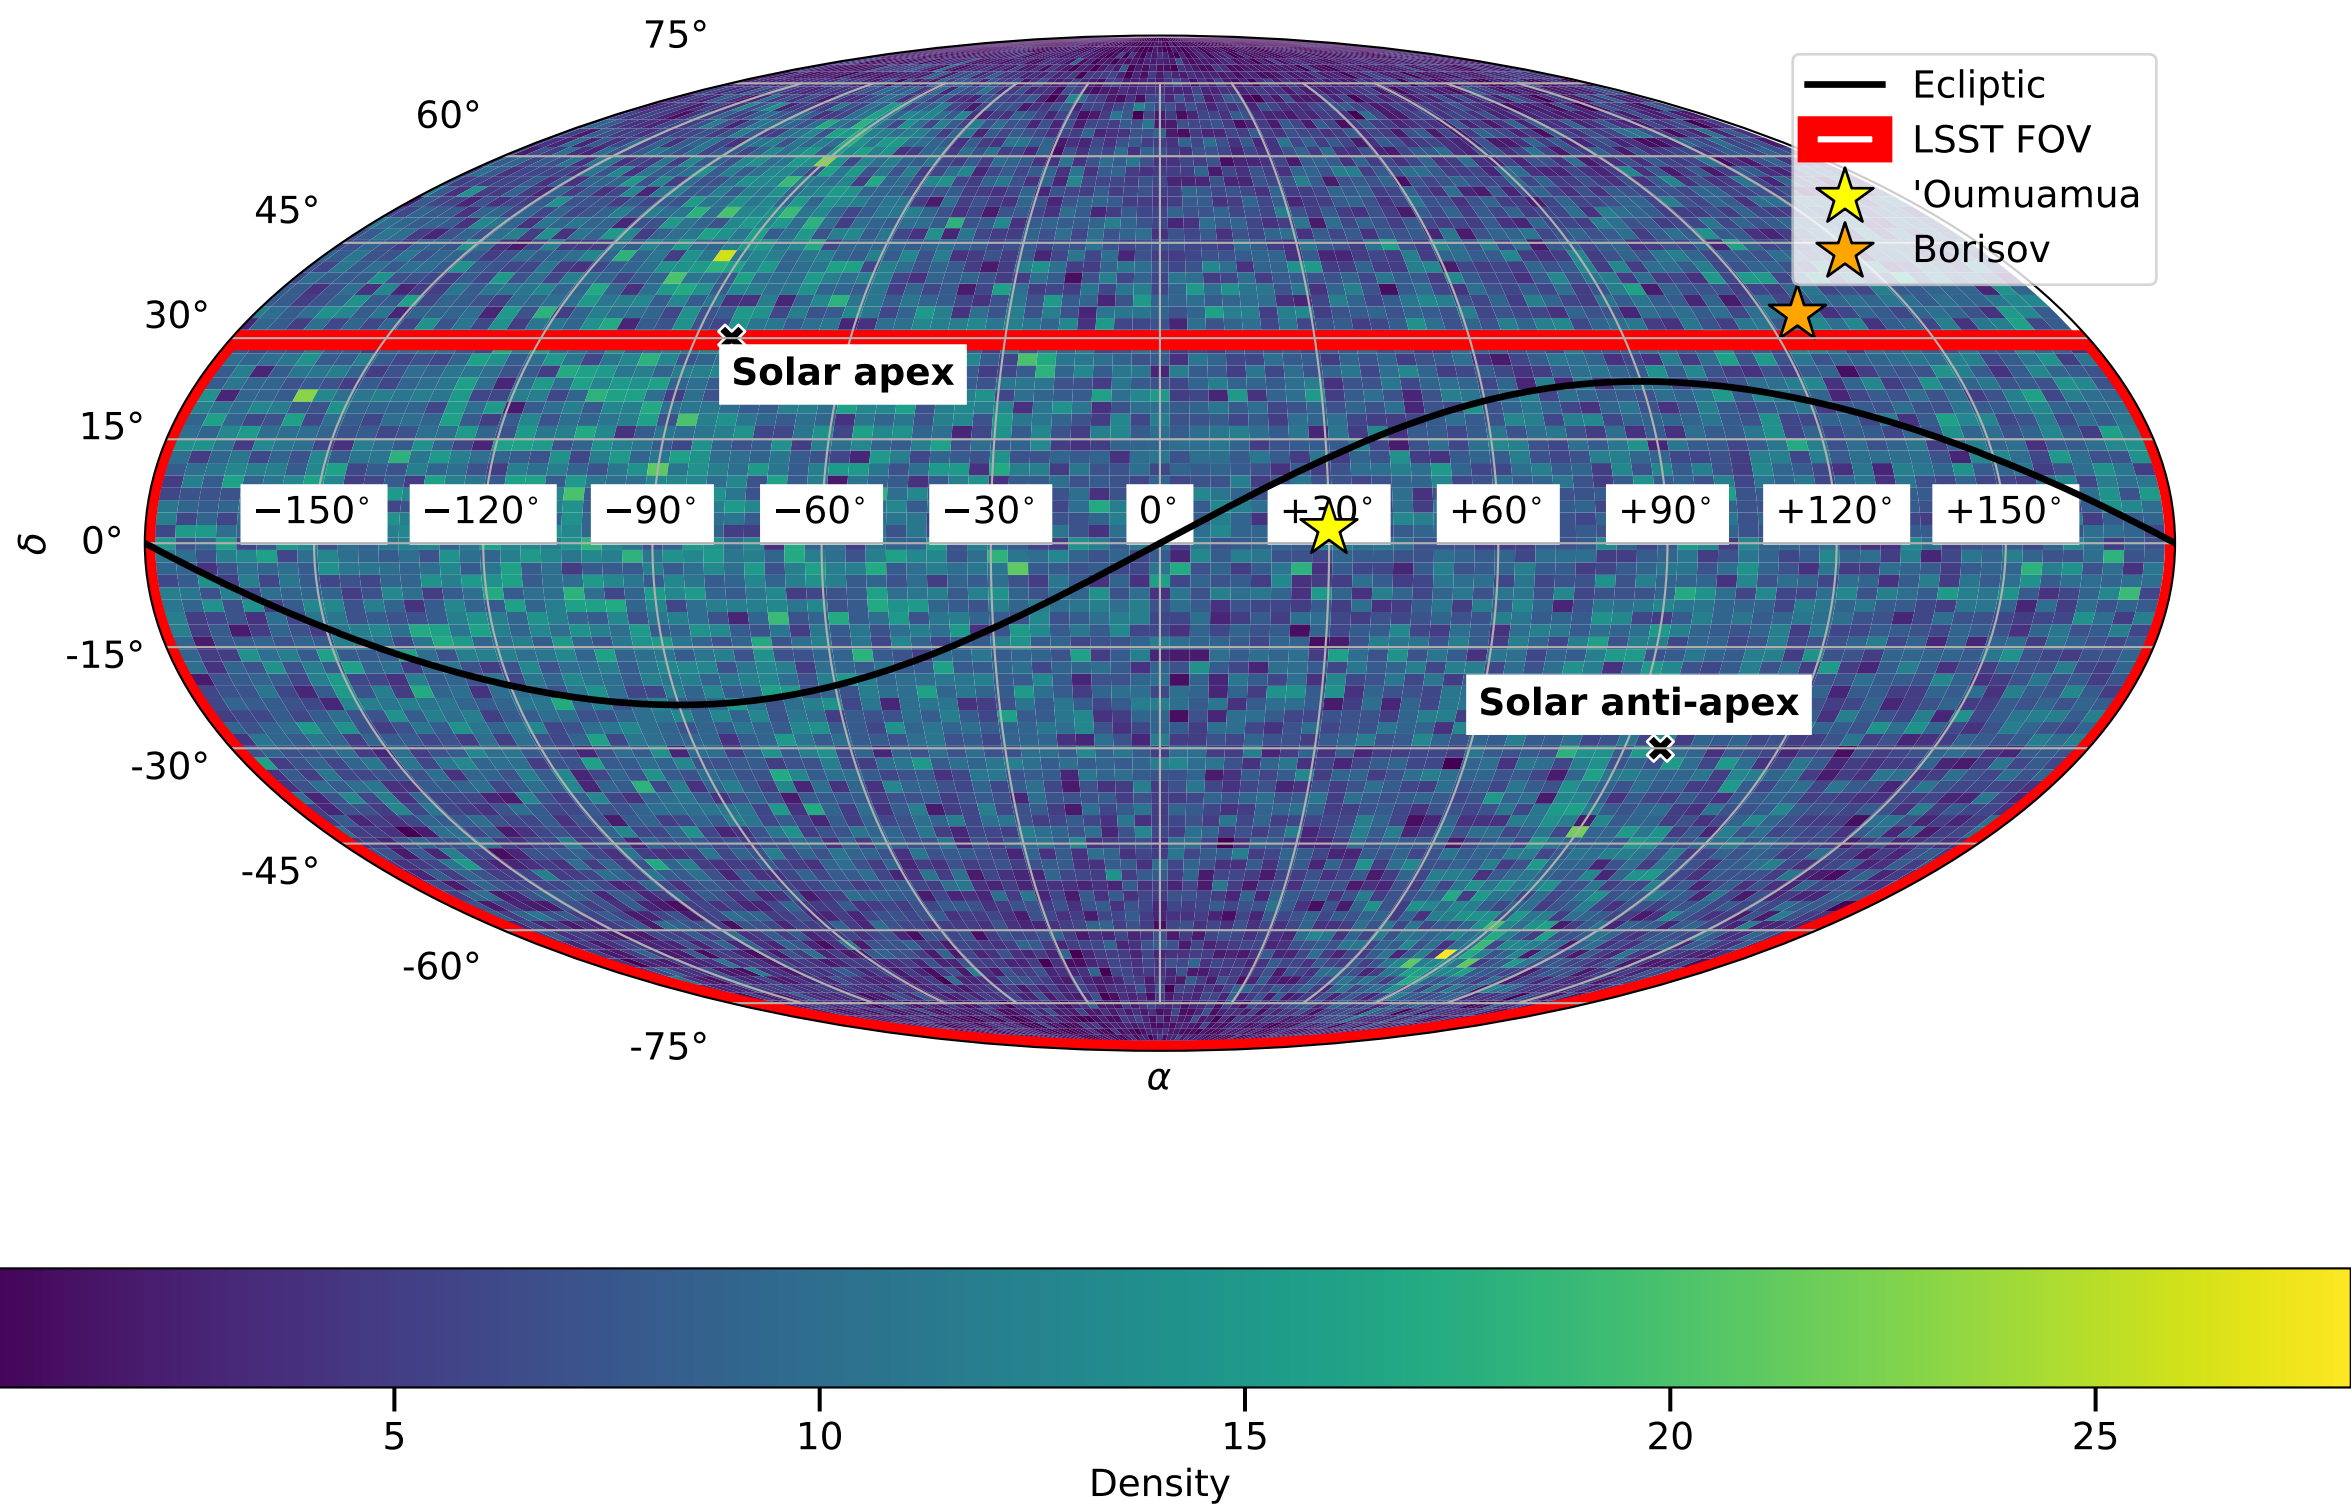 75°
60°
45°
30°
15°
0°
-15°
-30°
-45°
-60°
-75°
δ
Ecliptic
LSST FOV
'Oumuamua
Borisov
Solar apex
−150° −120° −90° −60° −30° 0° +30° +60° +90° +120° +150°
Solar anti-apex
α
5 10 15 20 25
Density